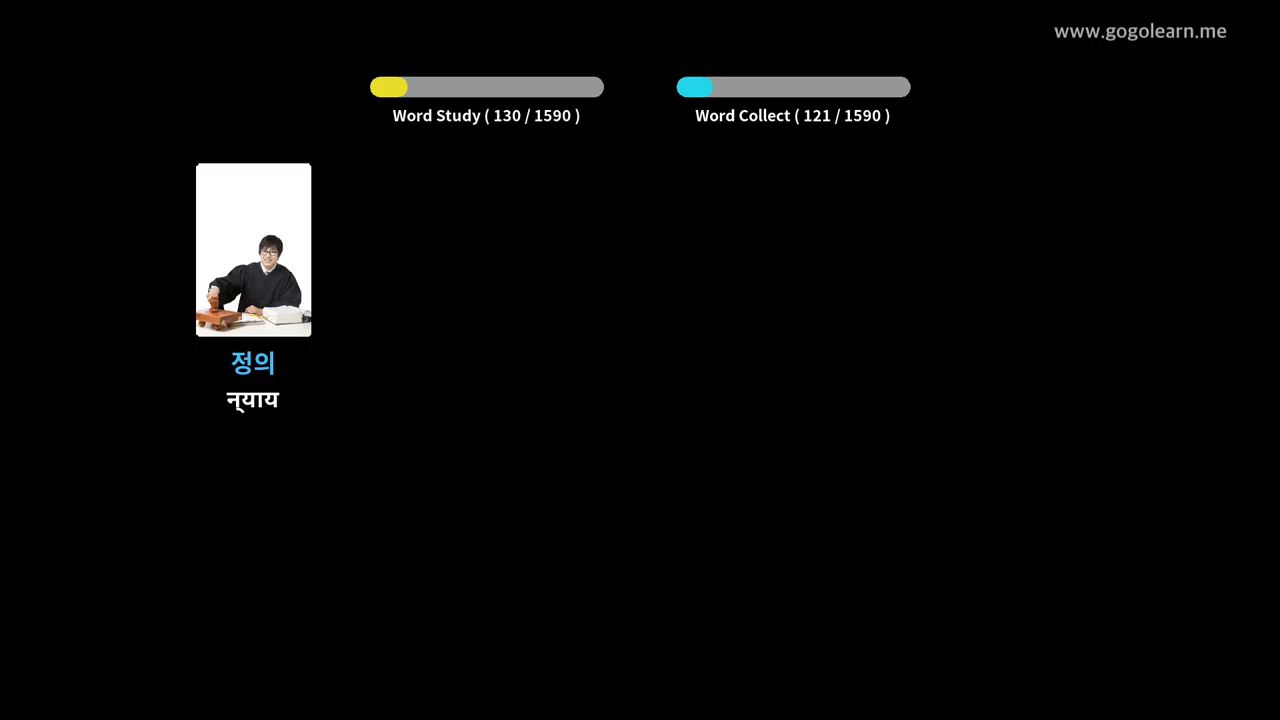 www.gogolearn.me
Word Study ( 130 / 1590 )
Word Collect ( 121 / 1590 )
정의
न्‌याय